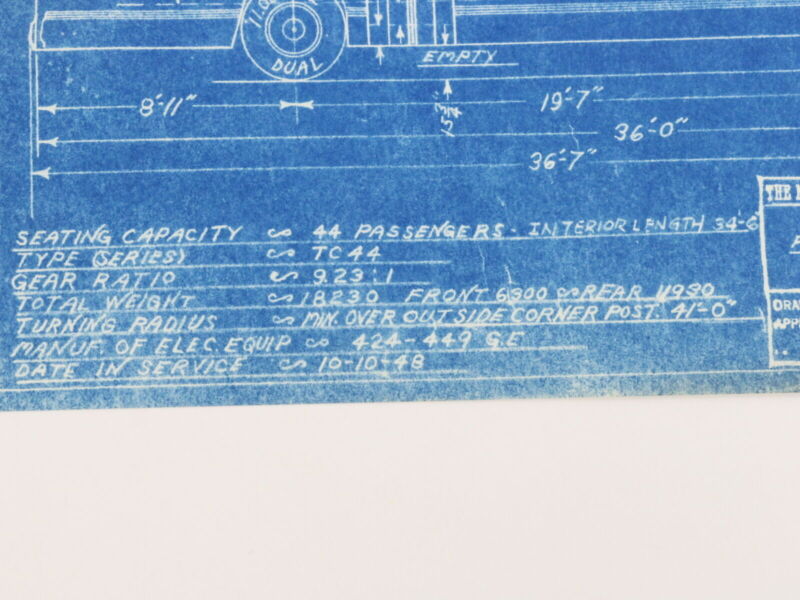 11.00
DUAL
EMPTY
8'-11"
19'-7"
36'-0"
36'-7"
THE
SEATING CAPACITY ~ 44 PASSENGERS - INTERIOR LENGTH 34'-6"
TYPE (SERIES) ~ TC44
GEAR RATIO ~ 9.23:1
TOTAL WEIGHT ~ 18230 FRONT 6300 ~ REAR 11930
TURNING RADIUS ~ MIN. OVER OUTSIDE CORNER POST. 41'-0"
MANUF. OF ELEC. EQUIP ~ 424-449 G.E.
DATE IN SERVICE ~ 10-10-48